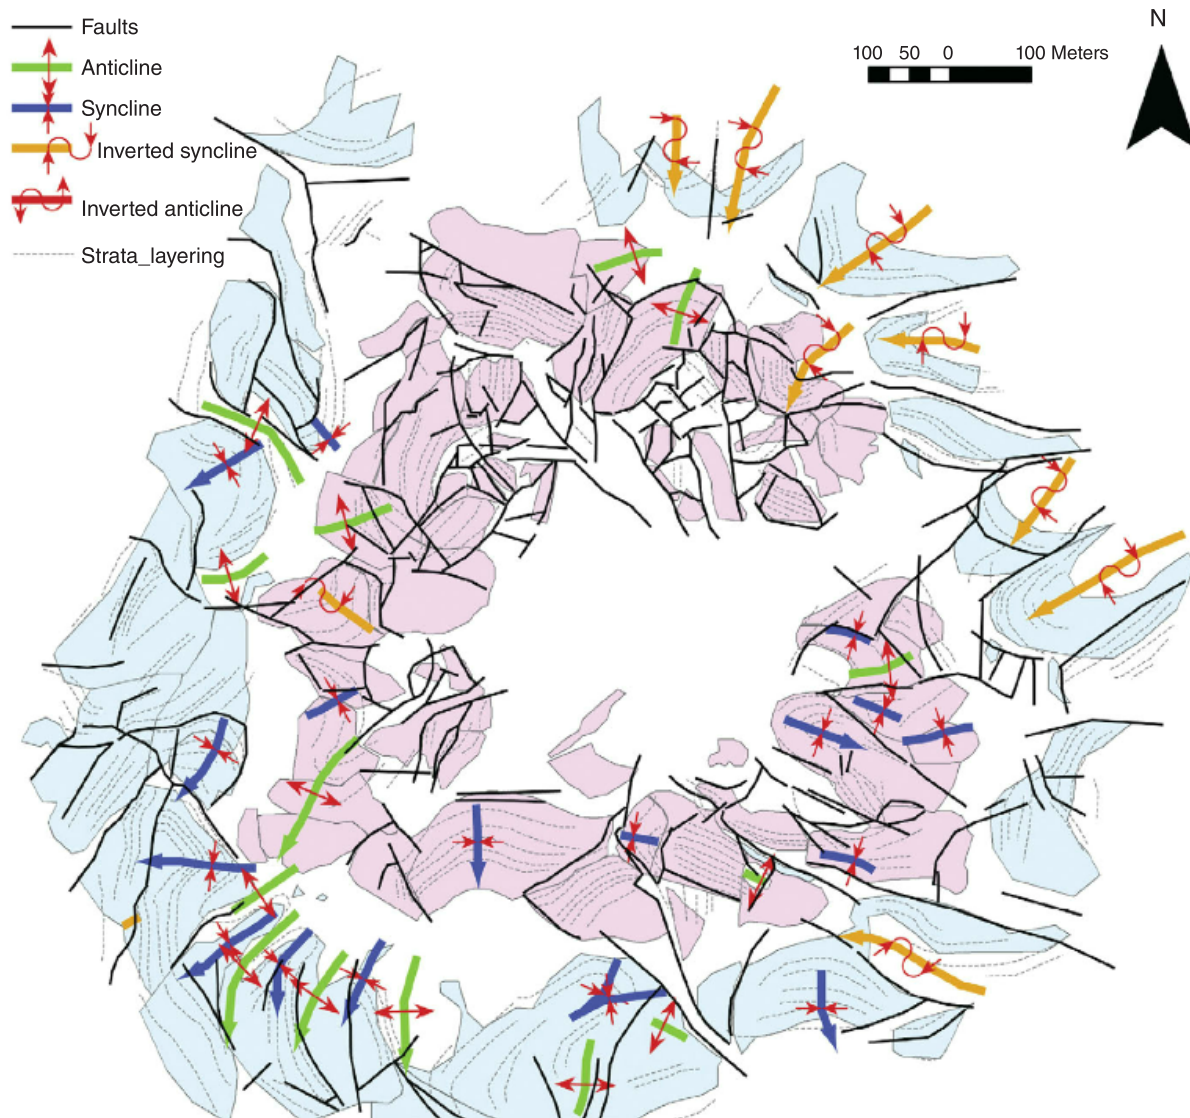 Faults
Anticline
Syncline
Inverted syncline
Inverted anticline
Strata_layering
N
100 50 0 100 Meters